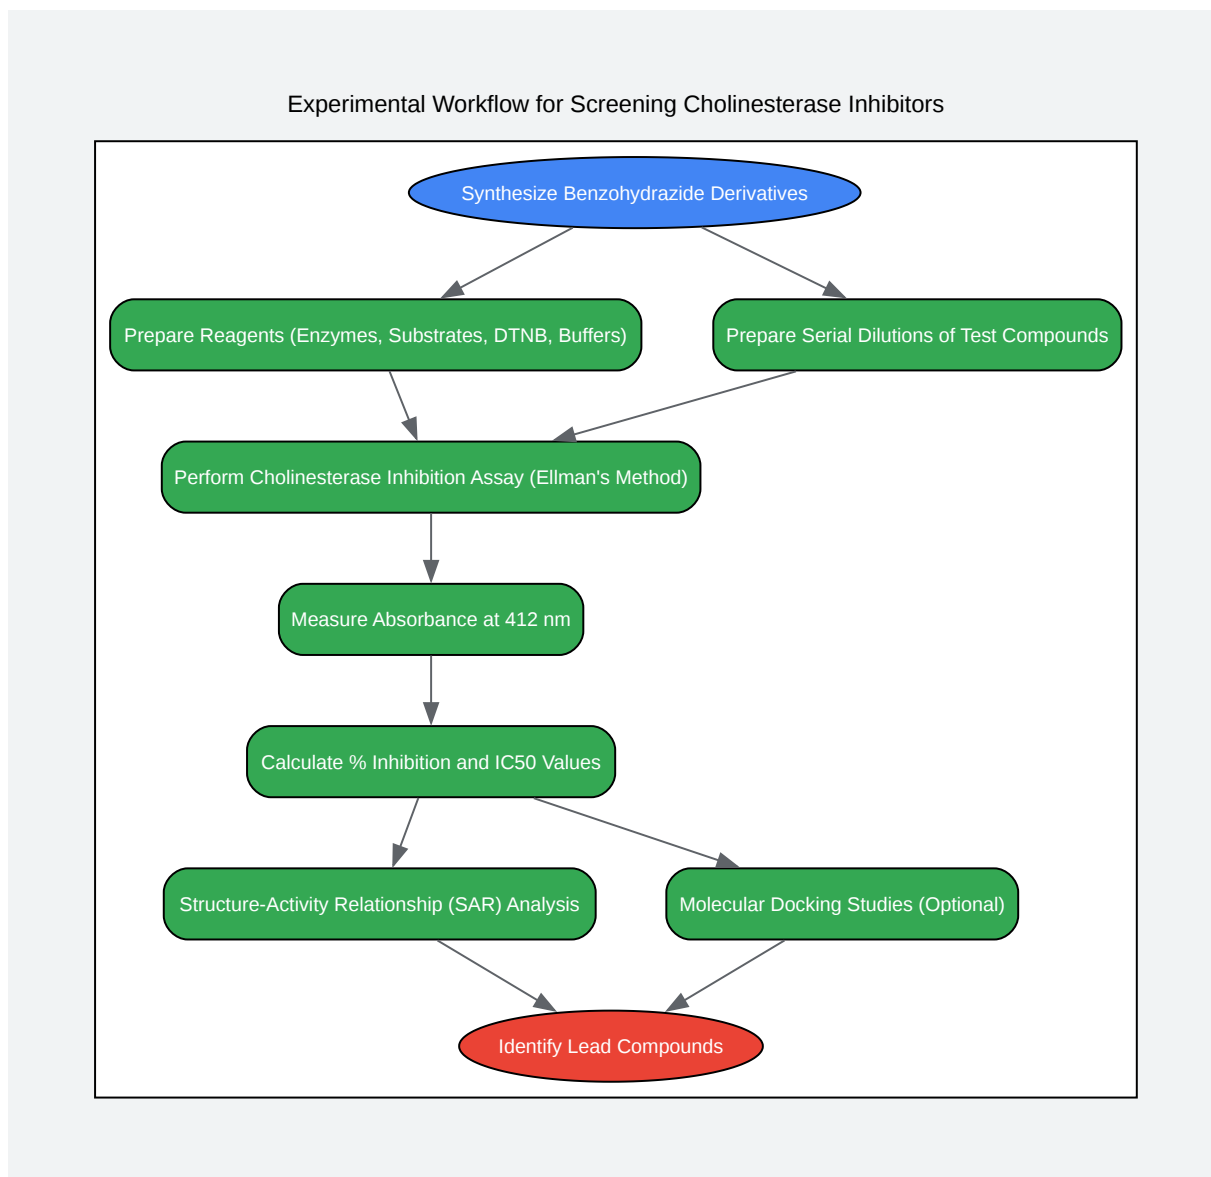 Experimental Workflow for Screening Cholinesterase Inhibitors
Synthesize Benzohydrazide Derivatives
Prepare Reagents (Enzymes, Substrates, DTNB, Buffers)
Prepare Serial Dilutions of Test Compounds
Perform Cholinesterase Inhibition Assay (Ellman's Method)
Measure Absorbance at 412 nm
Calculate % Inhibition and IC50 Values
Structure-Activity Relationship (SAR) Analysis
Molecular Docking Studies (Optional)
Identify Lead Compounds